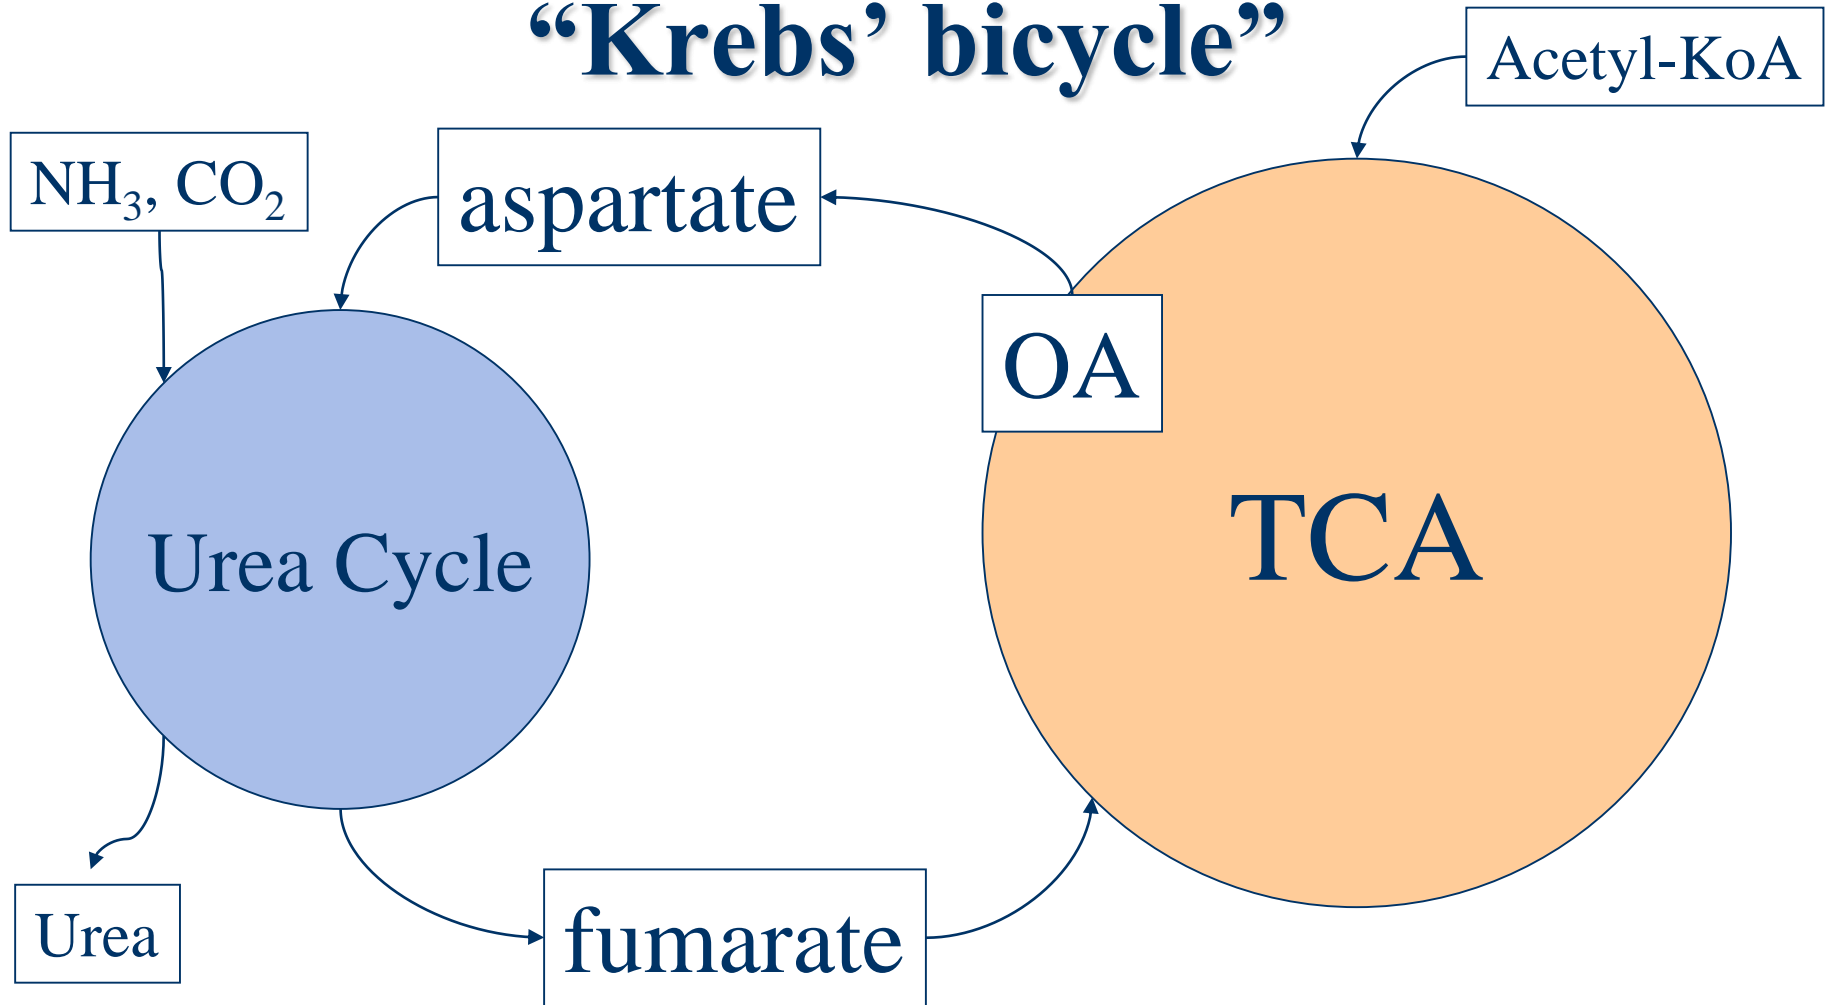 “Krebs’ bicycle”
Acetyl-KoA
NH₃, CO₂
aspartate
OA
Urea Cycle
TCA
Urea
fumarate